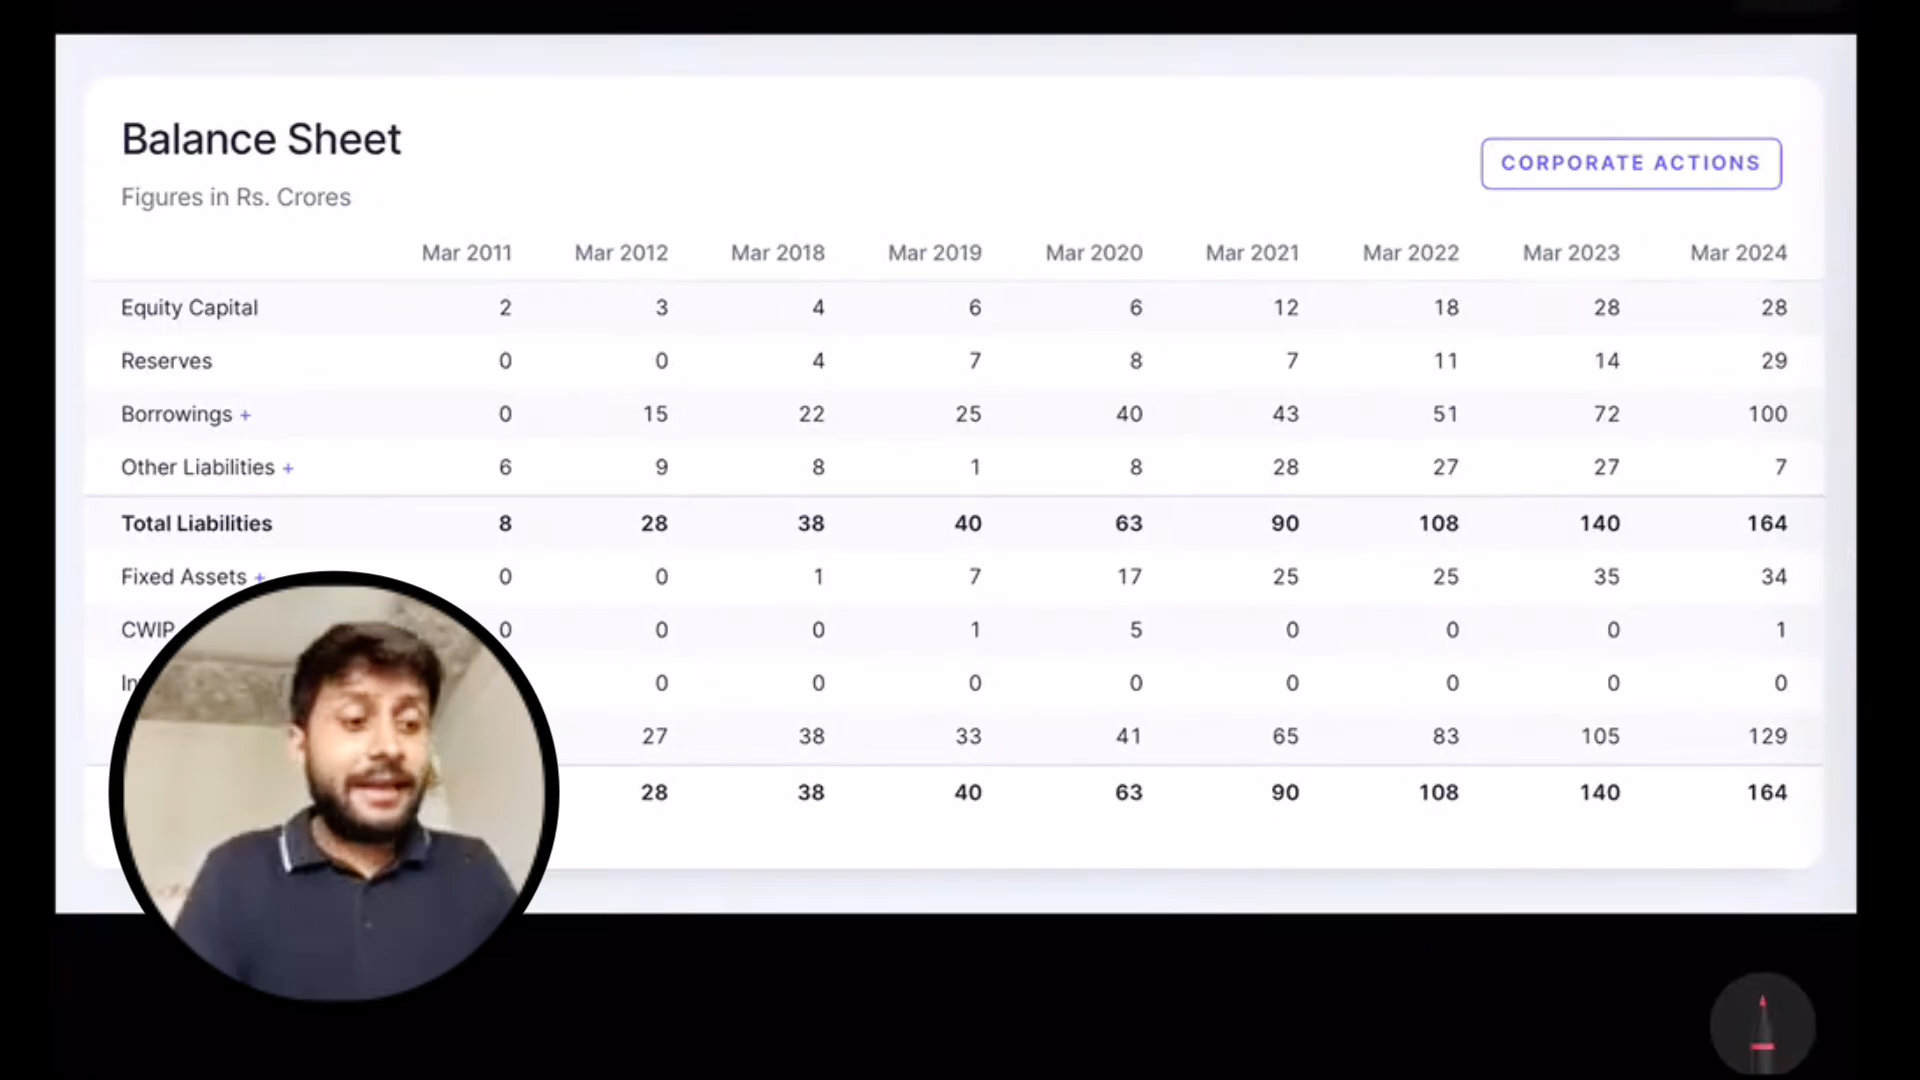 Balance Sheet
CORPORATE ACTIONS
Figures in Rs. Crores
Mar 2011 Mar 2012 Mar 2018 Mar 2019 Mar 2020 Mar 2021 Mar 2022 Mar 2023 Mar 2024
Equity Capital 2 3 4 6 6 12 18 28 28
Reserves 0 0 4 7 8 7 11 14 29
Borrowings + 0 15 22 25 40 43 51 72 100
Other Liabilities + 6 9 8 1 8 28 27 27 7
Total Liabilities 8 28 38 40 63 90 108 140 164
Fixed Assets + 0 0 1 7 17 25 25 35 34
CWIP 0 0 0 1 5 0 0 0 1
0 0 0 0 0 0 0 0
27 38 33 41 65 83 105 129
28 38 40 63 90 108 140 164